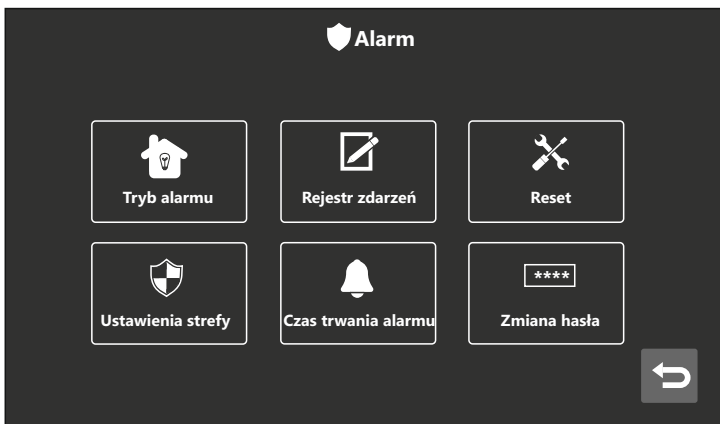 Alarm
Tryb alarmu
Rejestr zdarzeń
Reset
****
Ustawienia strefy
Czas trwania alarmu
Zmiana hasła